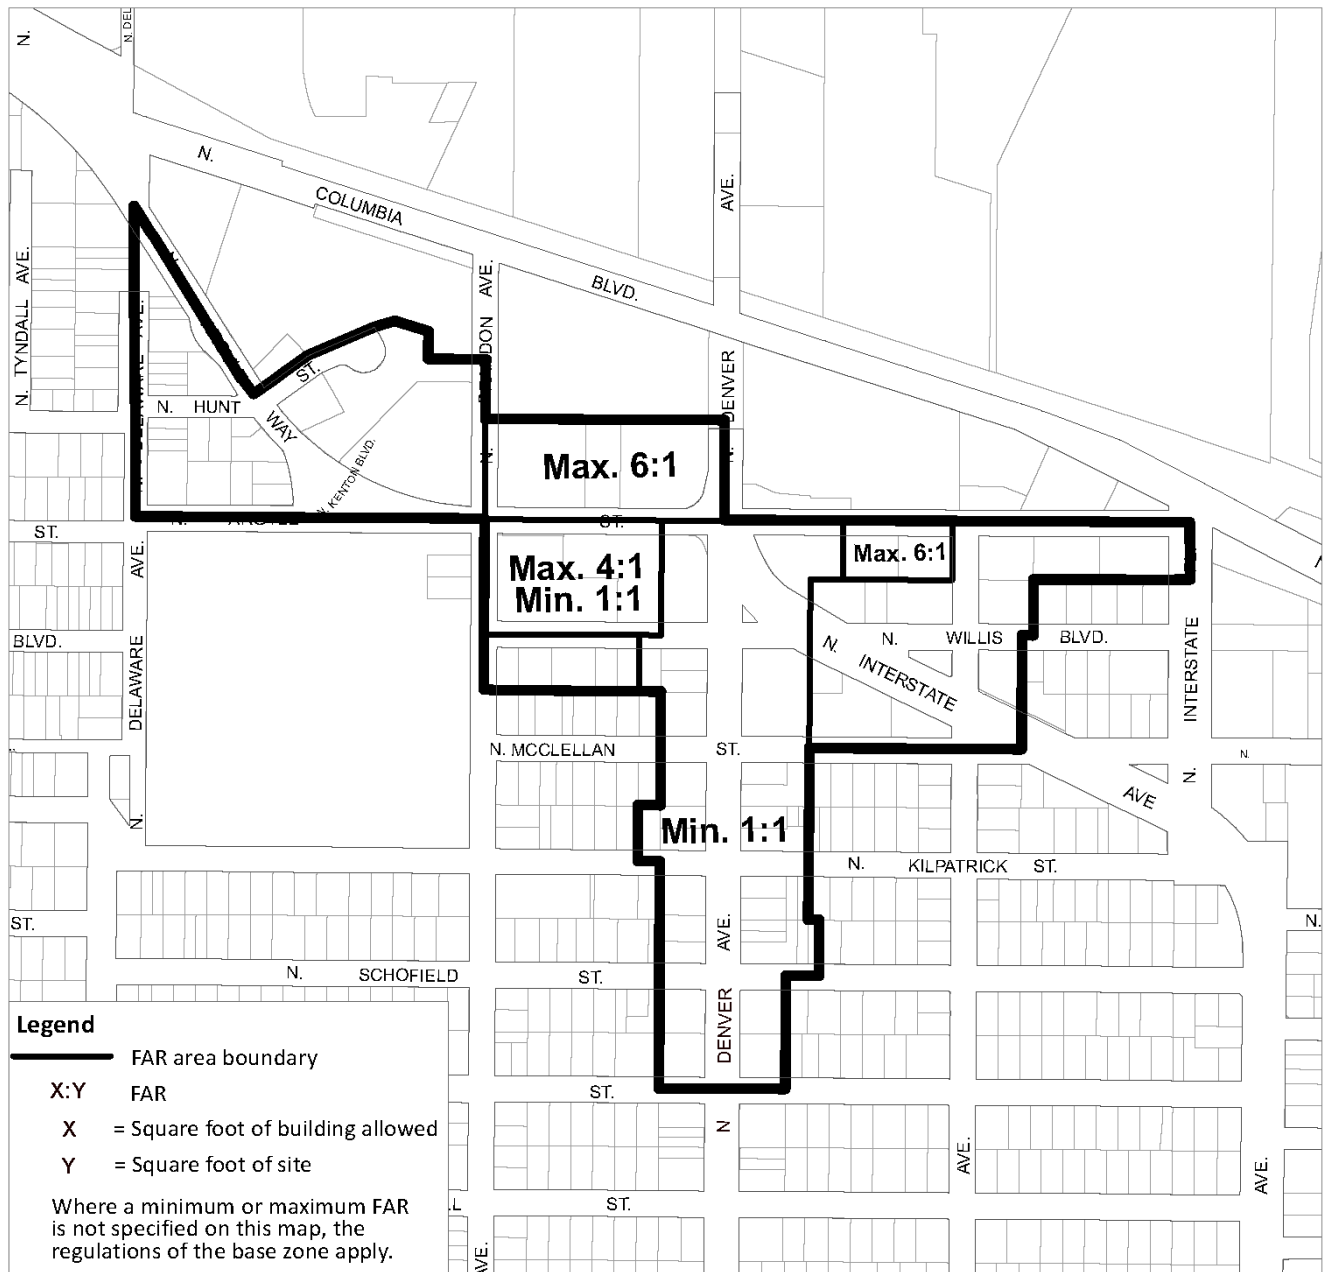 N.
N. DEL
N.
COLUMBIA
BLVD.
AVE.
N. TYNDALL AVE.
AVE.
DENVER
N.
ST.
N. HUNT
WAY
N. KENTON BLVD.
N.
Max. 6:1
ST.
N.
ST.
AVE.
Max. 4:1
Min. 1:1
Max. 6:1
BLVD.
DELAWARE
N.
N. WILLIS BLVD.
N. INTERSTATE
INTERSTATE
N.
N. MCCLELLAN
ST.
N.
AVE
Min. 1:1
N. KILPATRICK ST.
ST.
AVE.
N.
N. SCHOFIELD
ST.
DENVER
ST.
N
AVE.
AVE.
ST.
AVE.
Legend
FAR area boundary
X:Y FAR
X = Square foot of building allowed
Y = Square foot of site
Where a minimum or maximum FAR
is not specified on this map, the
regulations of the base zone apply.